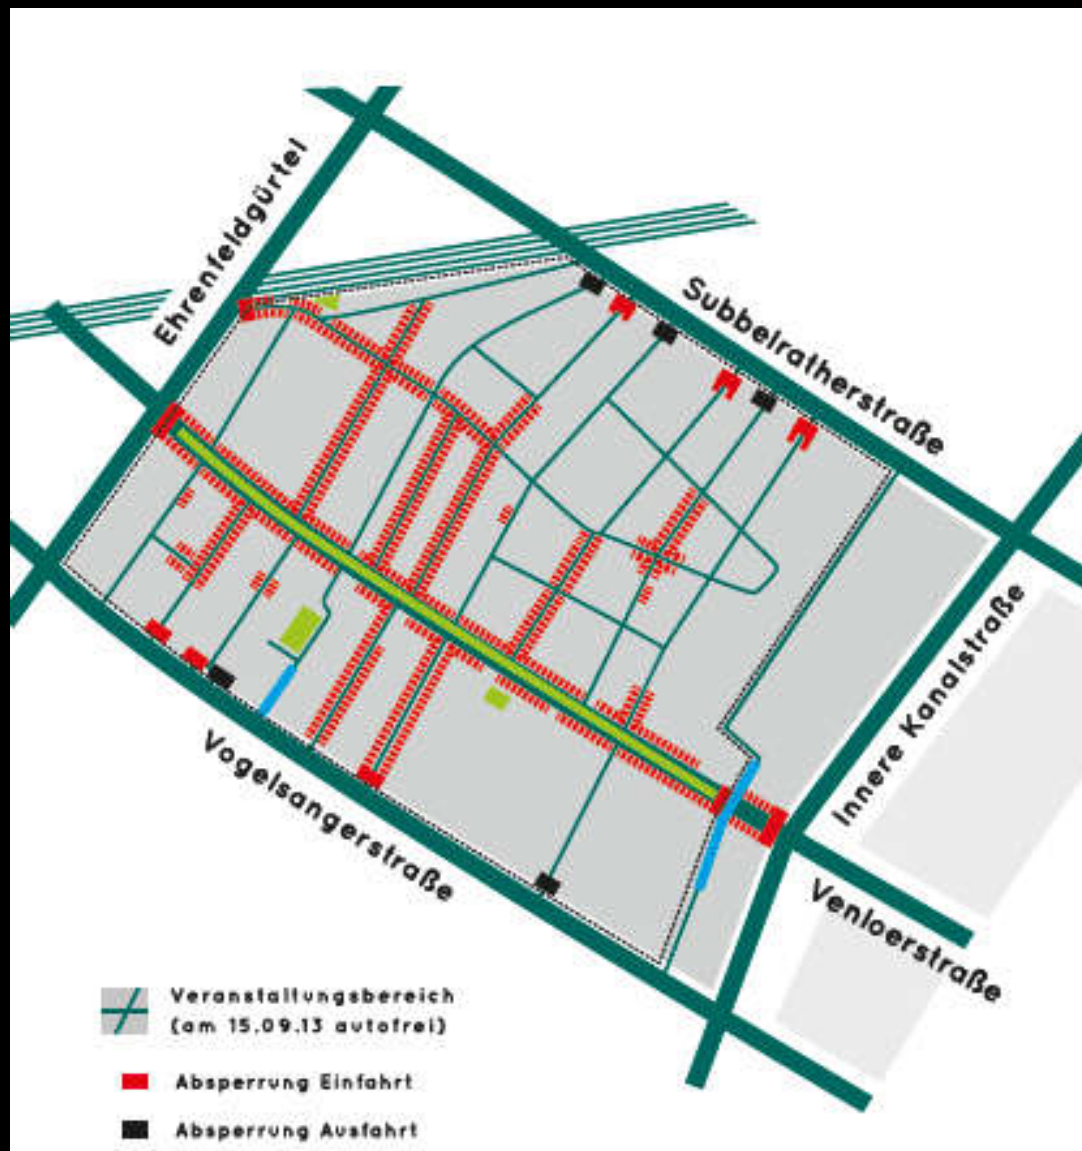 Ehrenfeldgürtel
Subbelratherstraße
Innere Kanalstraße
Venloerstraße
Vogelsangerstraße
Veranstaltungsbereich
(am 15.09.13 autofrei)
Absperrung Einfahrt
Absperrung Ausfahrt